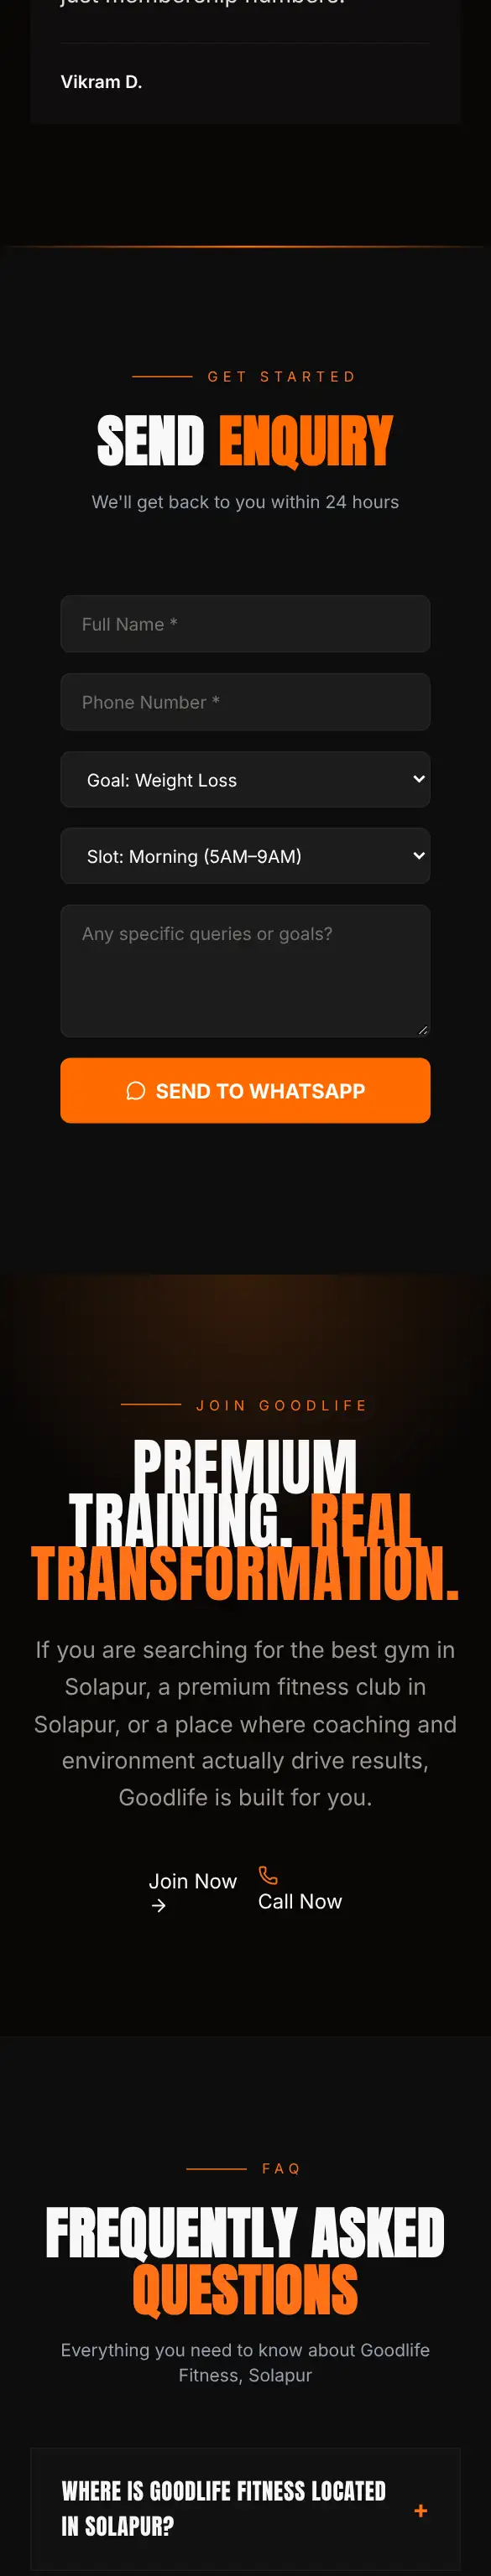 just membership numbers.
Vikram D.
GET STARTED
SEND ENQUIRY
We'll get back to you within 24 hours
Full Name *
Phone Number *
Goal: Weight Loss
Slot: Morning (5AM–9AM)
Any specific queries or goals?
SEND TO WHATSAPP
JOIN GOODLIFE
PREMIUM
TRAINING. REAL
TRANSFORMATION.
If you are searching for the best gym in
Solapur, a premium fitness club in
Solapur, or a place where coaching and
environment actually drive results,
Goodlife is built for you.
Join Now
→
Call Now
FAQ
FREQUENTLY ASKED
QUESTIONS
Everything you need to know about Goodlife
Fitness, Solapur
WHERE IS GOODLIFE FITNESS LOCATED
IN SOLAPUR?
+